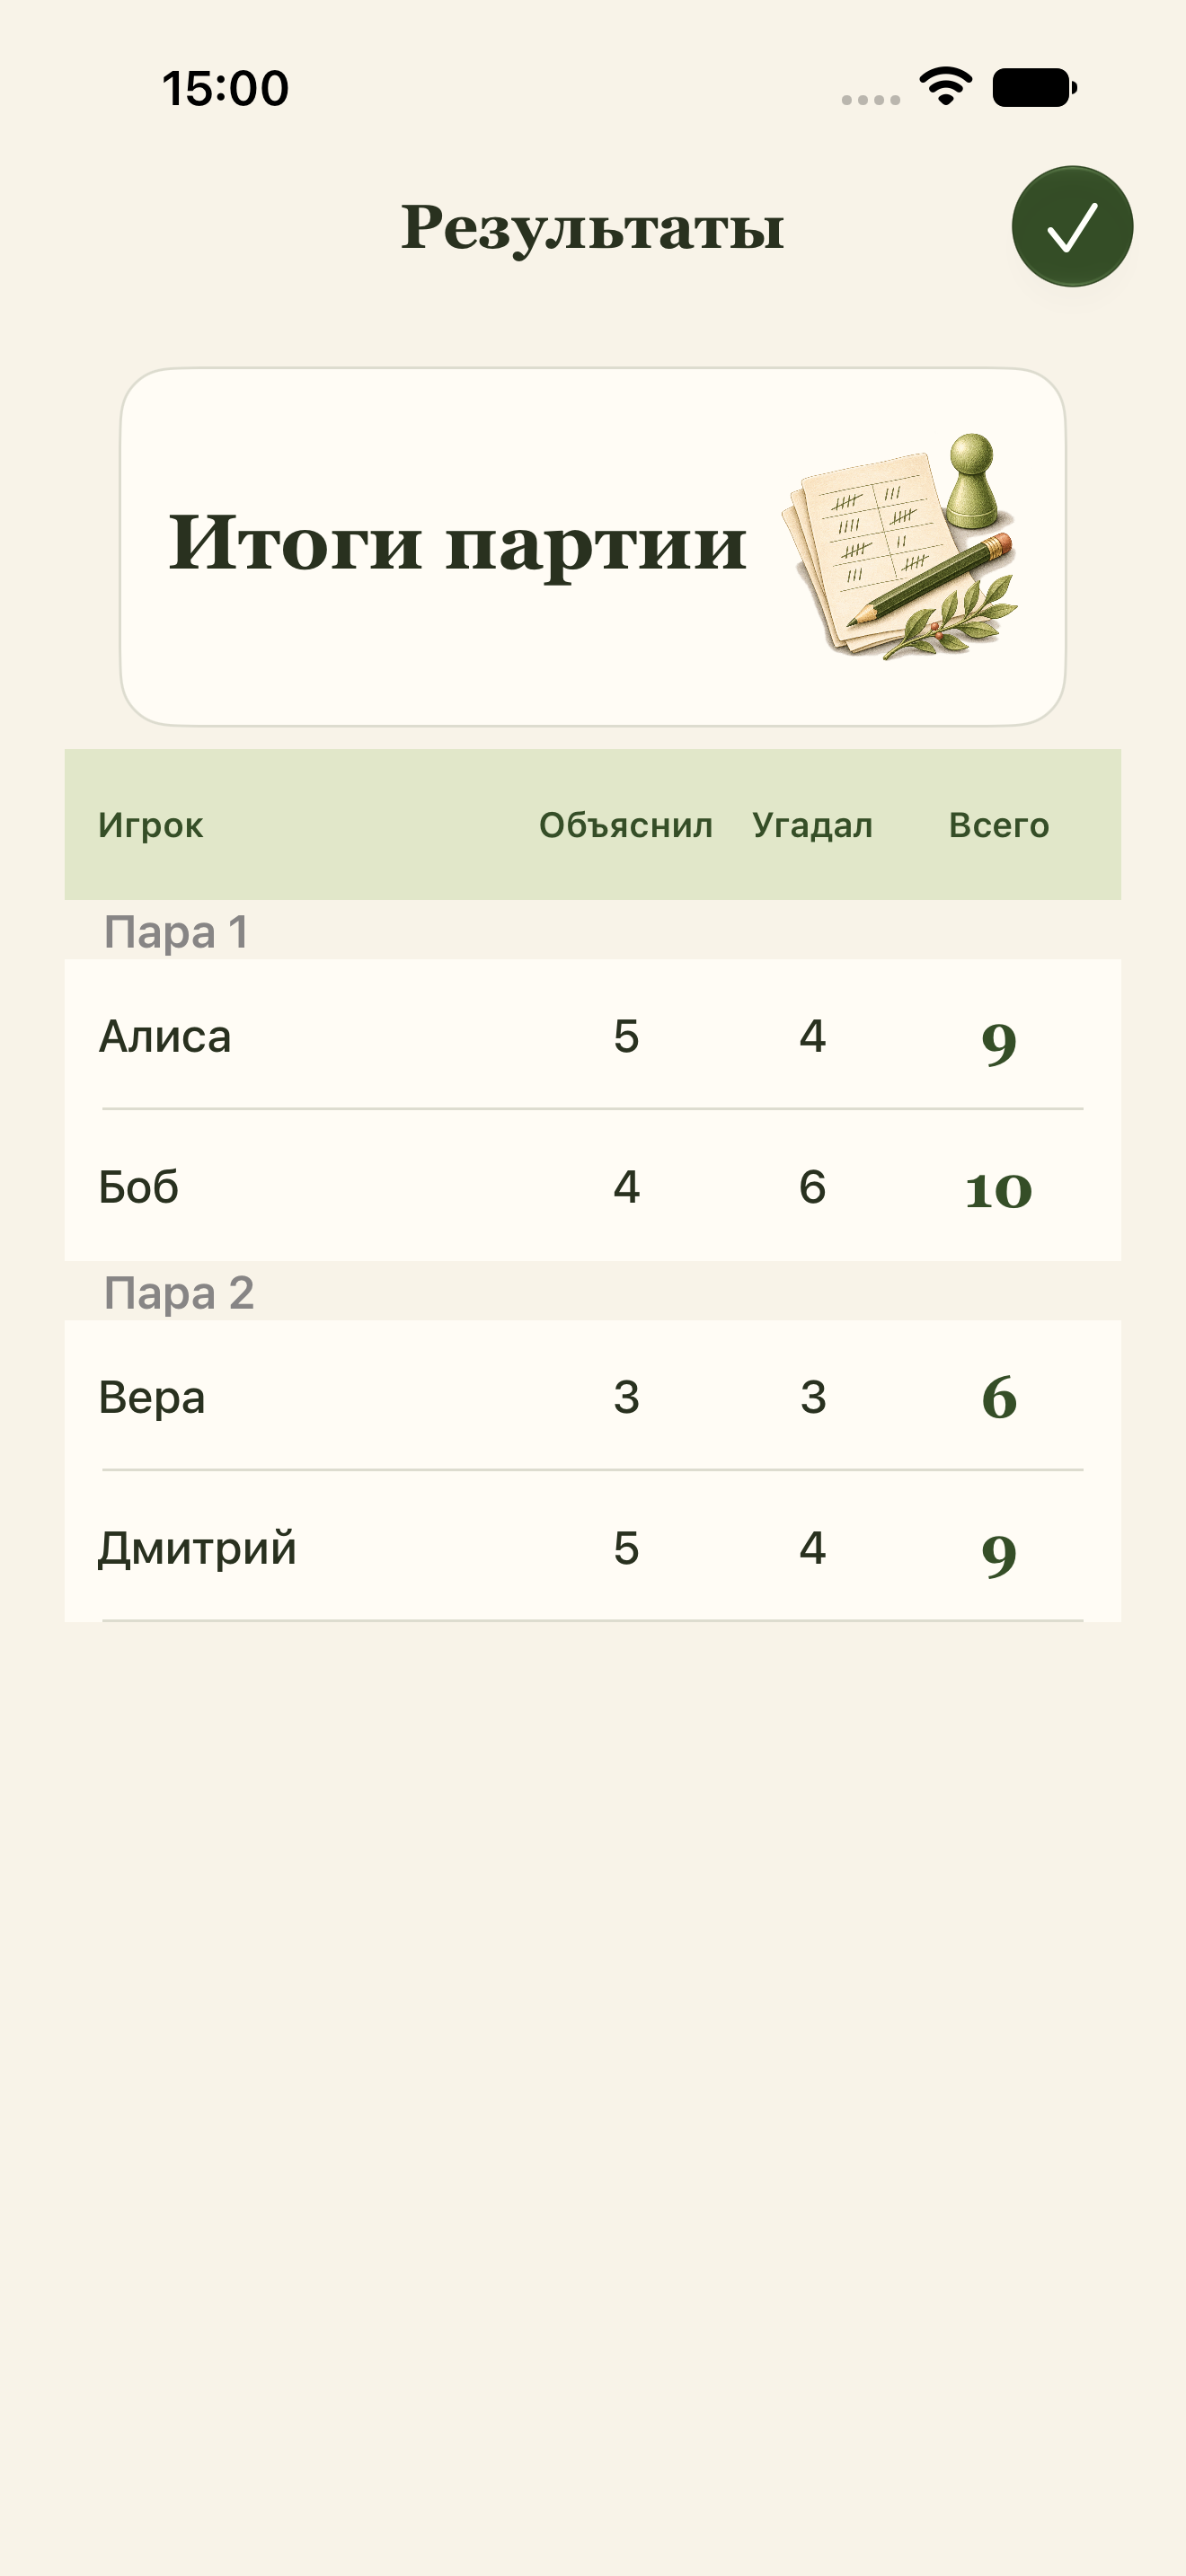 15:00
Результаты
Итоги партии
Игрок Объяснил Угадал Всего
Пара 1
Алиса 5 4 9
Боб 4 6 10
Пара 2
Вера 3 3 6
Дмитрий 5 4 9